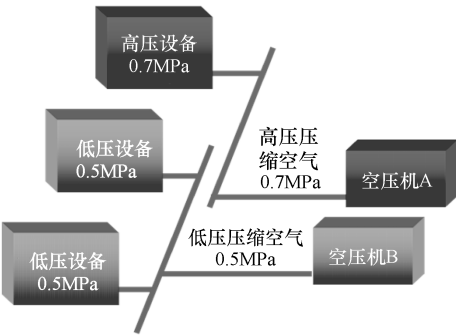 高压设备
0.7MPa
低压设备
0.5MPa
高压压
缩空气
0.7MPa
空压机A
低压压缩空气
0.5MPa
空压机B
低压设备
0.5MPa